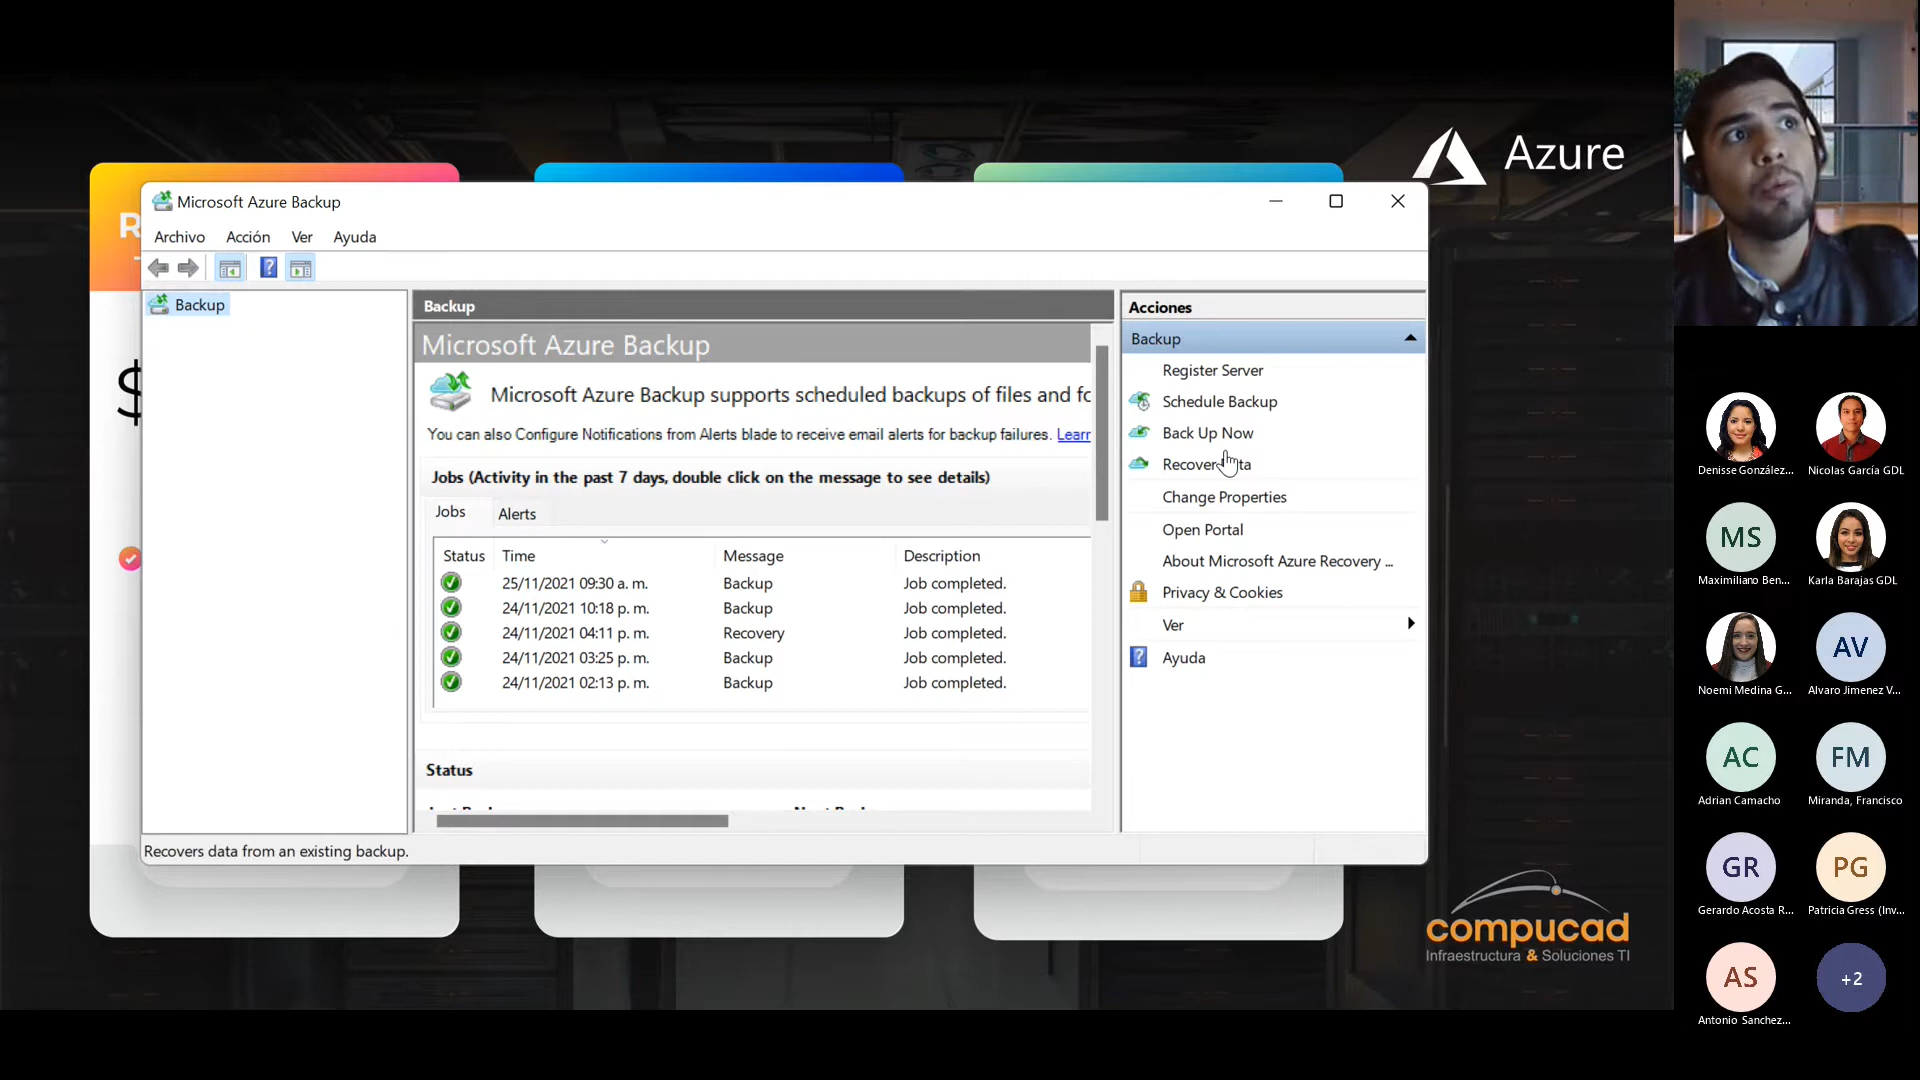 Azure
R
$
Microsoft Azure Backup
Archivo Acción Ver Ayuda
Backup
Backup
Microsoft Azure Backup
Microsoft Azure Backup supports scheduled backups of files and fo
You can also Configure Notifications from Alerts blade to receive email alerts for backup failures. Learn
Jobs (Activity in the past 7 days, double click on the message to see details)
Jobs Alerts
Status Time Message Description
25/11/2021 09:30 a. m. Backup Job completed.
24/11/2021 10:18 p. m. Backup Job completed.
24/11/2021 04:11 p. m. Recovery Job completed.
24/11/2021 03:25 p. m. Backup Job completed.
24/11/2021 02:13 p. m. Backup Job completed.
Status
Acciones
Backup
Register Server
Schedule Backup
Back Up Now
Recover Data
Change Properties
Open Portal
About Microsoft Azure Recovery ...
Privacy & Cookies
Ver
Ayuda
Recovers data from an existing backup.
compucad
Infraestructura & Soluciones TI
Denisse González...
Nicolas García GDL
MS
Maximiliano Ben...
Karla Barajas GDL
Noemi Medina G...
AV
Alvaro Jimenez V...
AC
Adrian Camacho
FM
Miranda, Francisco
GR
Gerardo Acosta R...
PG
Patricia Gress (Inv...
AS
Antonio Sanchez...
+2